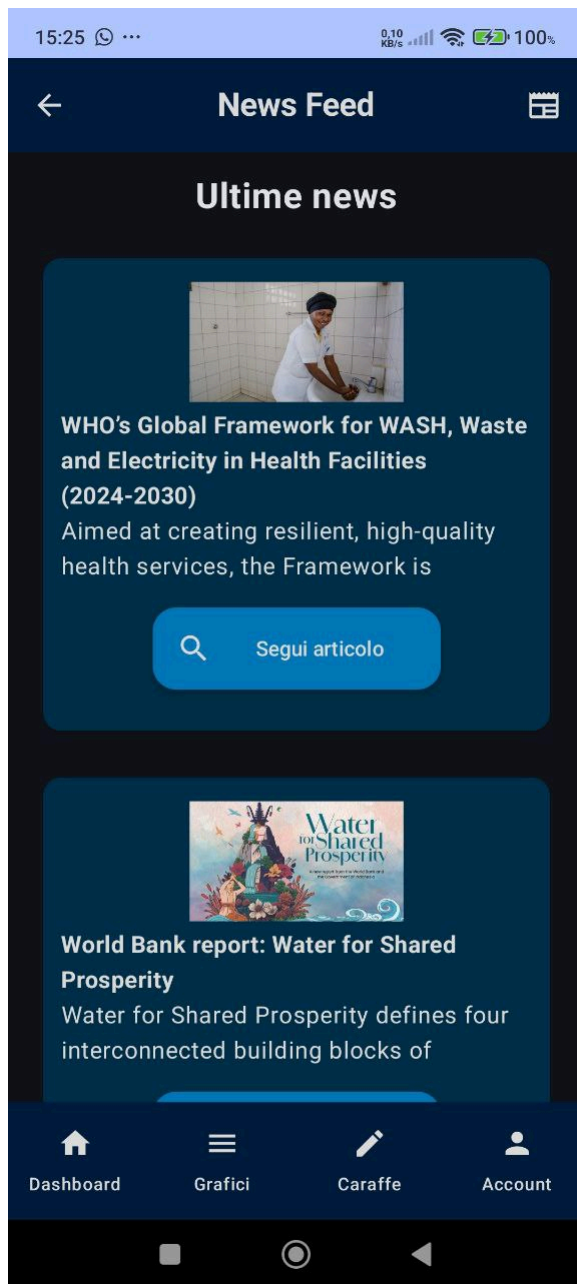 15:25 ... 0,10 KB/s 100%
News Feed
Ultime news
WHO’s Global Framework for WASH, Waste
and Electricity in Health Facilities
(2024-2030)
Aimed at creating resilient, high-quality
health services, the Framework is
Segui articolo
Water
for Shared
Prosperity
World Bank report: Water for Shared
Prosperity
Water for Shared Prosperity defines four
interconnected building blocks of
Dashboard Grafici Caraffe Account